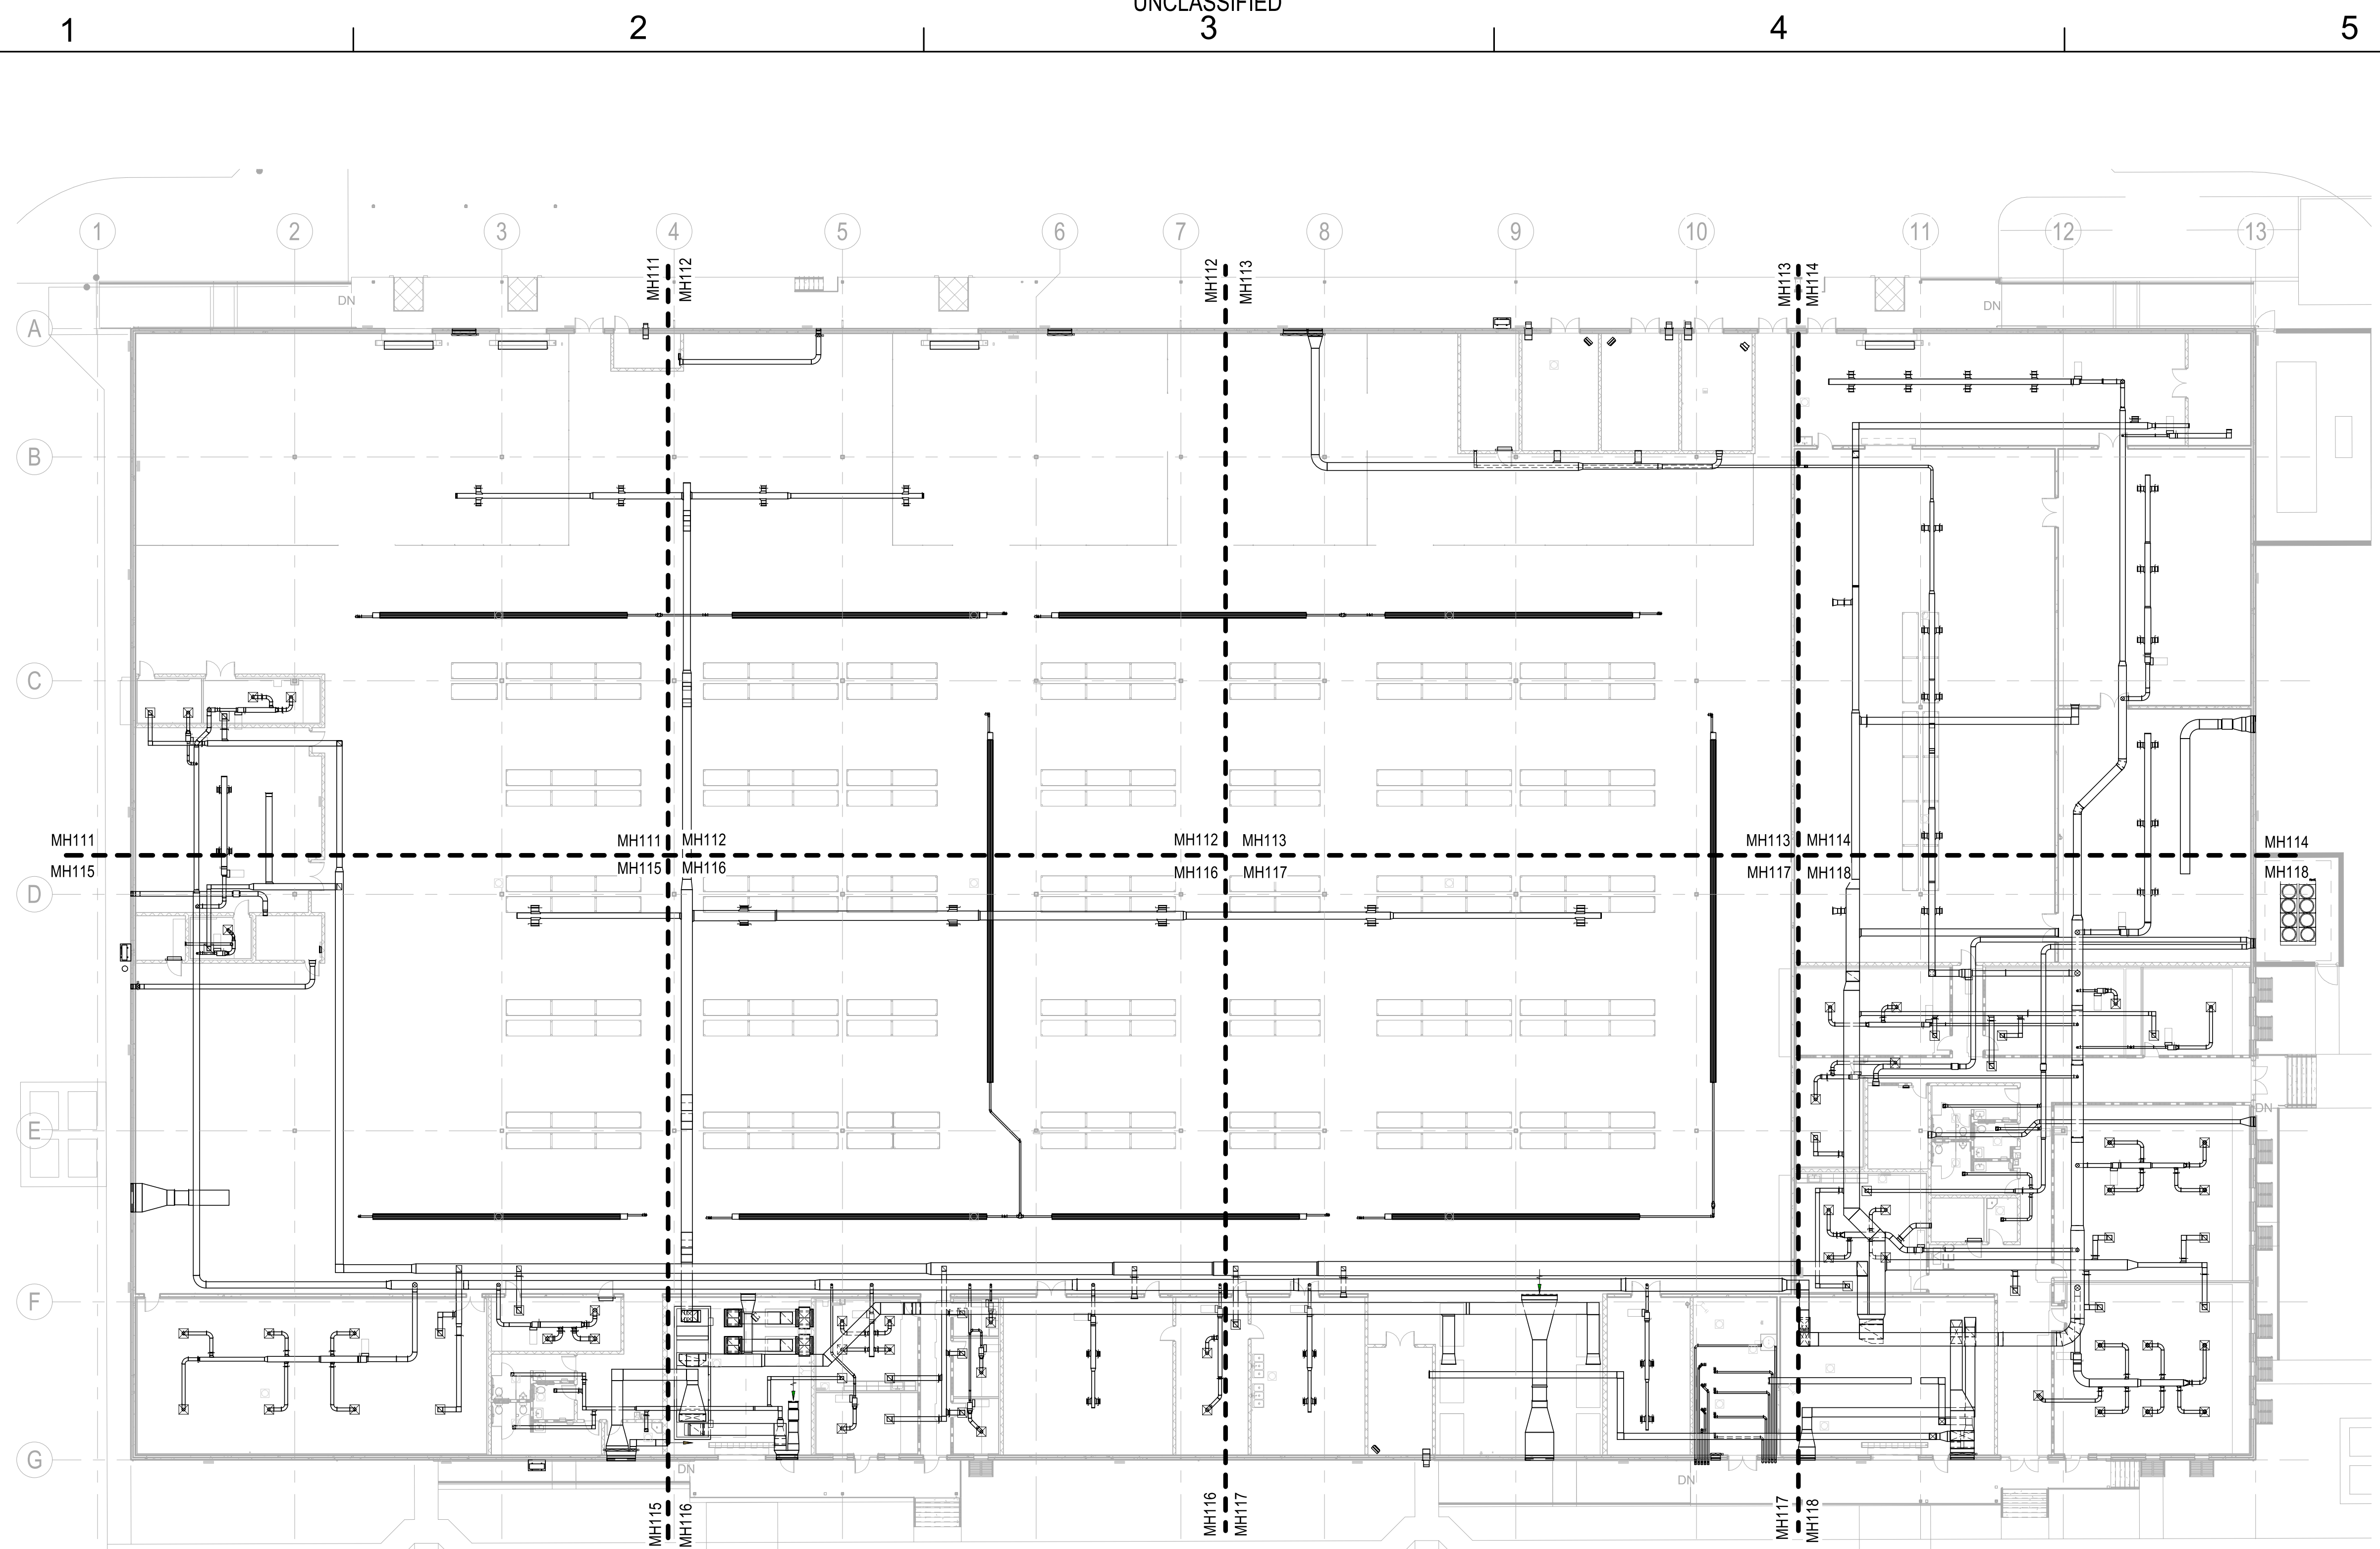 UNCLASSIFIED
1 2 3 4 5
1 2 3 4 5 6 7 8 9 10 11 12 13
MH111 MH112 MH112 MH113 MH113 MH114
DN DN
A
B
C
MH111 MH111 MH112 MH112 MH113 MH113 MH114 MH114
MH115 MH115 MH116 MH116 MH117 MH117 MH118 MH118
D
DN
E
F
G
DN DN
MH115 MH116 MH116 MH117 MH117 MH118